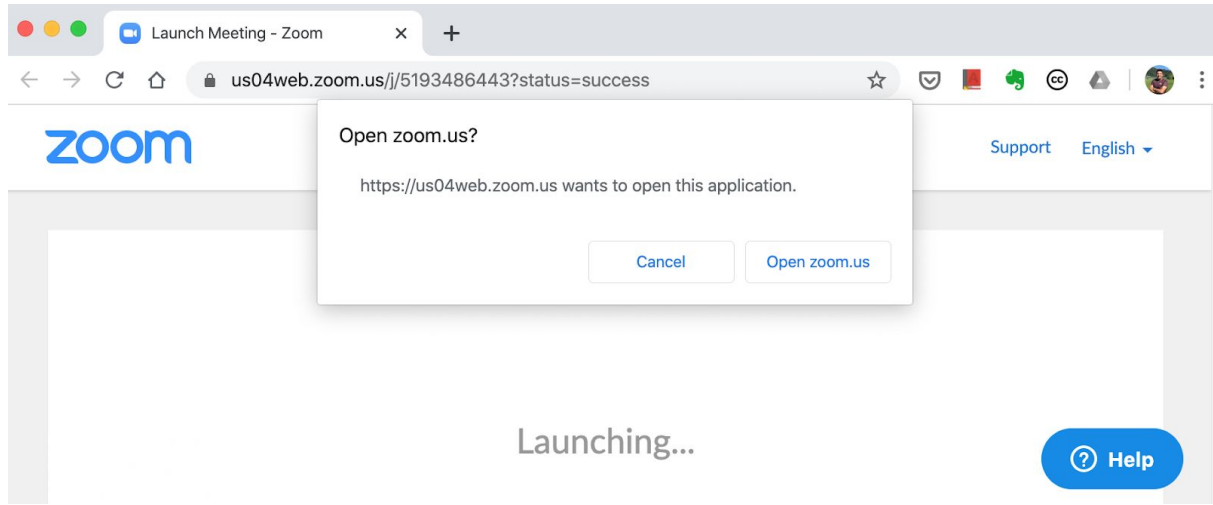 Launch Meeting - Zoom
us04web.zoom.us/j/5193486443?status=success
zoom
Open zoom.us?
https://us04web.zoom.us wants to open this application.
Cancel
Open zoom.us
Support
English
Launching...
Help